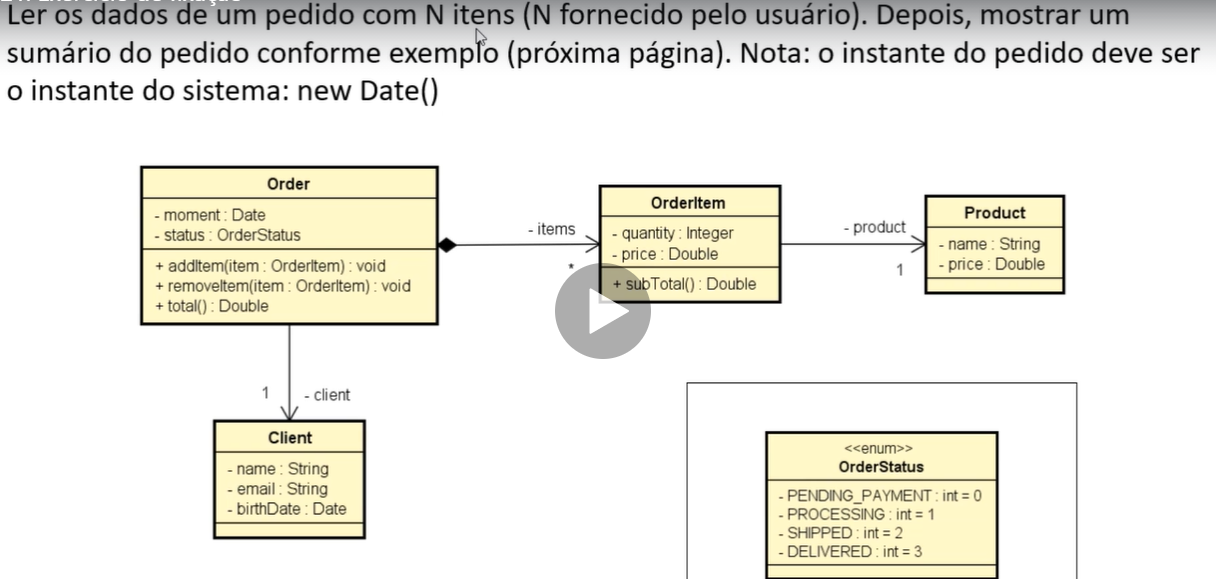 Ler os dados de um pedido com N itens (N fornecido pelo usuário). Depois, mostrar um
sumário do pedido conforme exemplo (próxima página). Nota: o instante do pedido deve ser
o instante do sistema: new Date()
Order
- moment : Date
- status : OrderStatus
+ addItem(item : OrderItem) : void
+ removeItem(item : OrderItem) : void
+ total() : Double
- items
*
OrderItem
- quantity : Integer
- price : Double
+ subTotal() : Double
- product
1
Product
- name : String
- price : Double
1
- client
Client
- name : String
- email : String
- birthDate : Date
<<enum>>
OrderStatus
- PENDING_PAYMENT : int = 0
- PROCESSING : int = 1
- SHIPPED : int = 2
- DELIVERED : int = 3